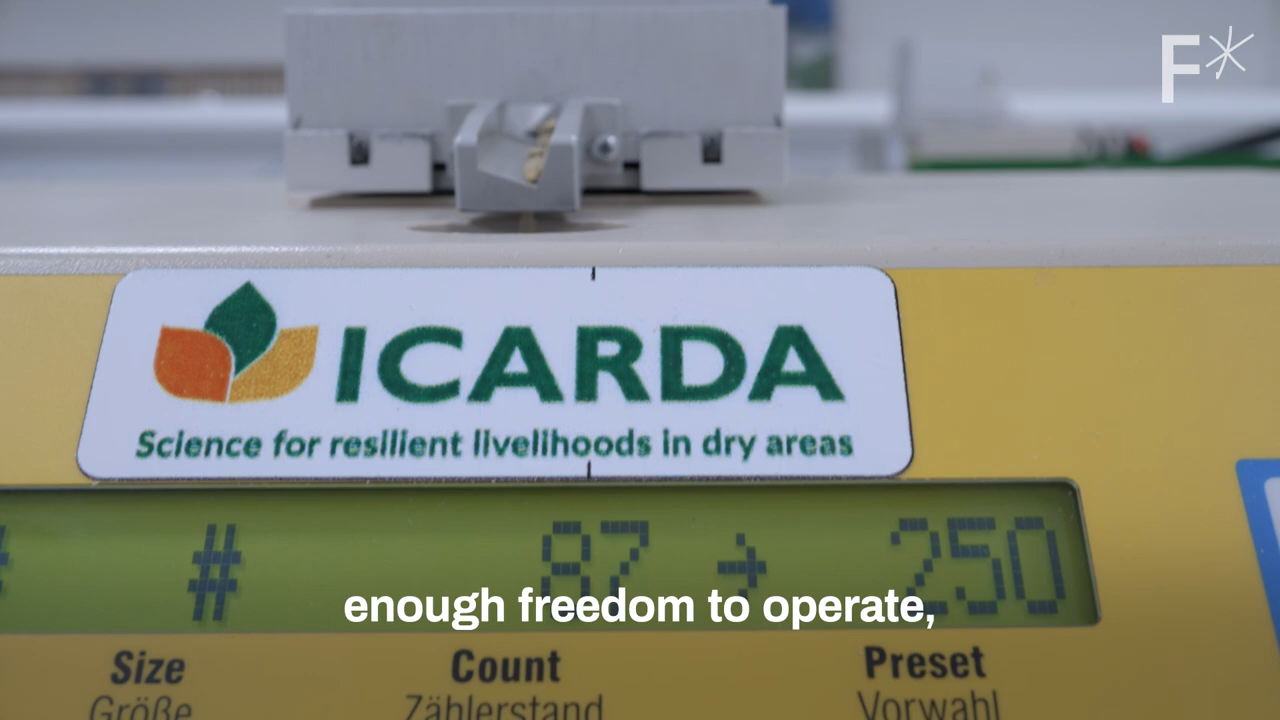 F*
ICARDA
Science for resilient livelihoods in dry areas
# 87 → 250
enough freedom to operate,
Size Count Preset
Größe Zählerstand Vorwahl